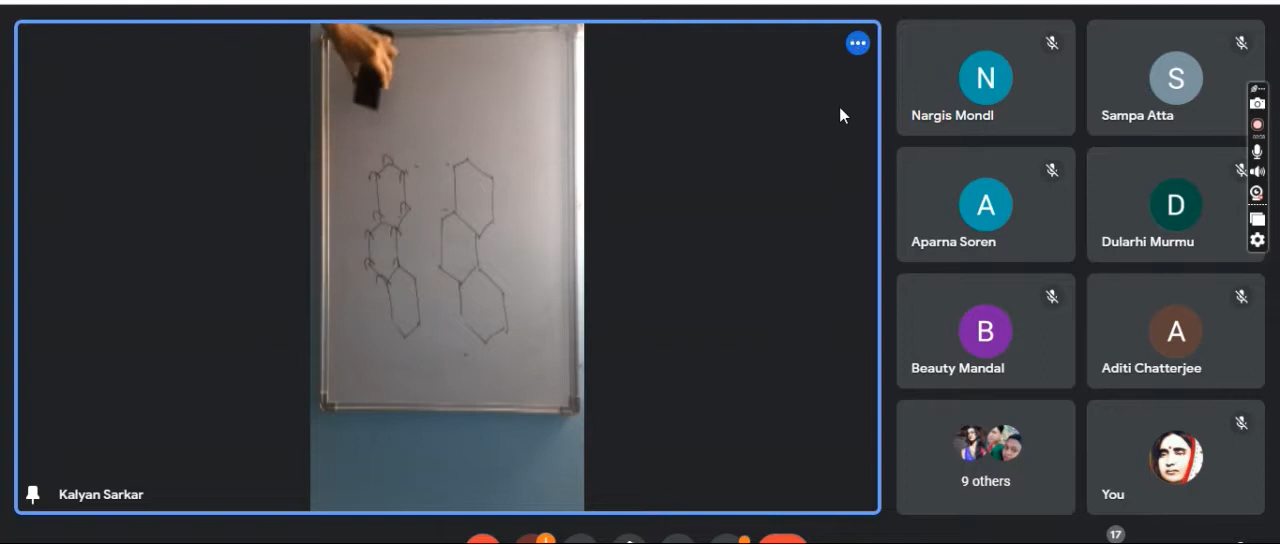 N
Nargis Mondl
S
Sampa Atta
A
Aparna Soren
D
Dularhi Murmu
B
Beauty Mandal
A
Aditi Chatterjee
9 others
You
Kalyan Sarkar
17